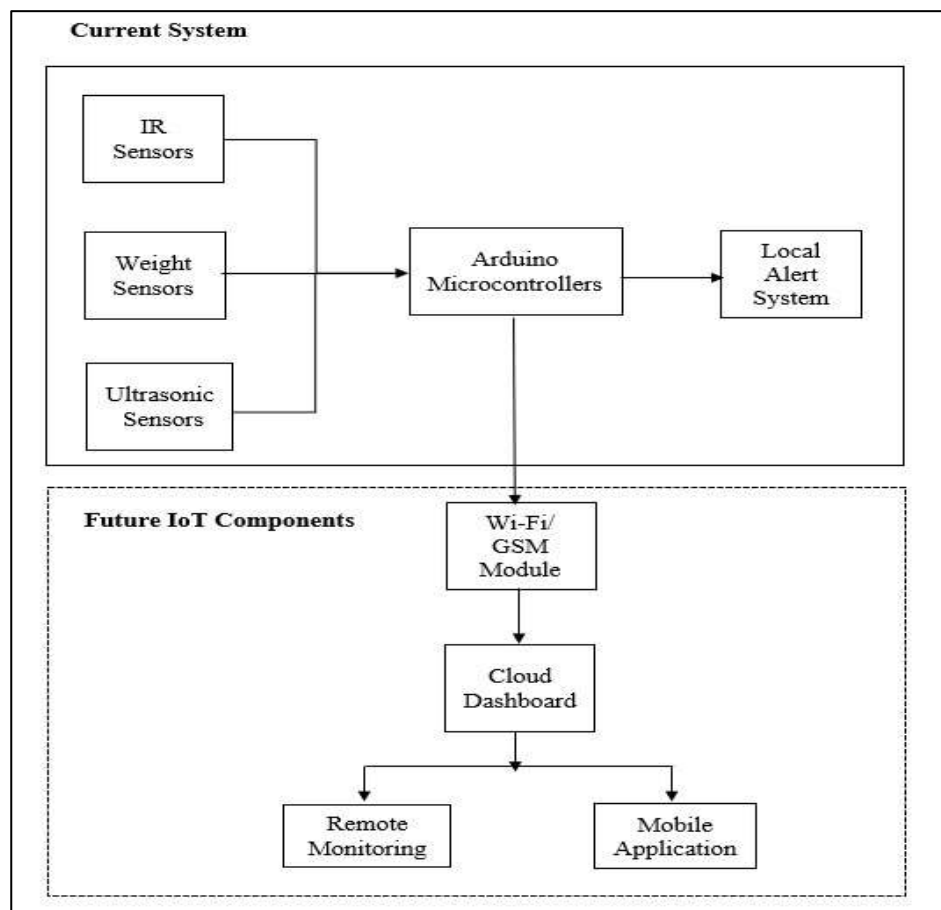 Current System
IR
Sensors
Weight
Sensors
Ultrasonic
Sensors
Arduino
Microcontrollers
Local
Alert
System
Future IoT Components
Wi-Fi/
GSM
Module
Cloud
Dashboard
Remote
Monitoring
Mobile
Application